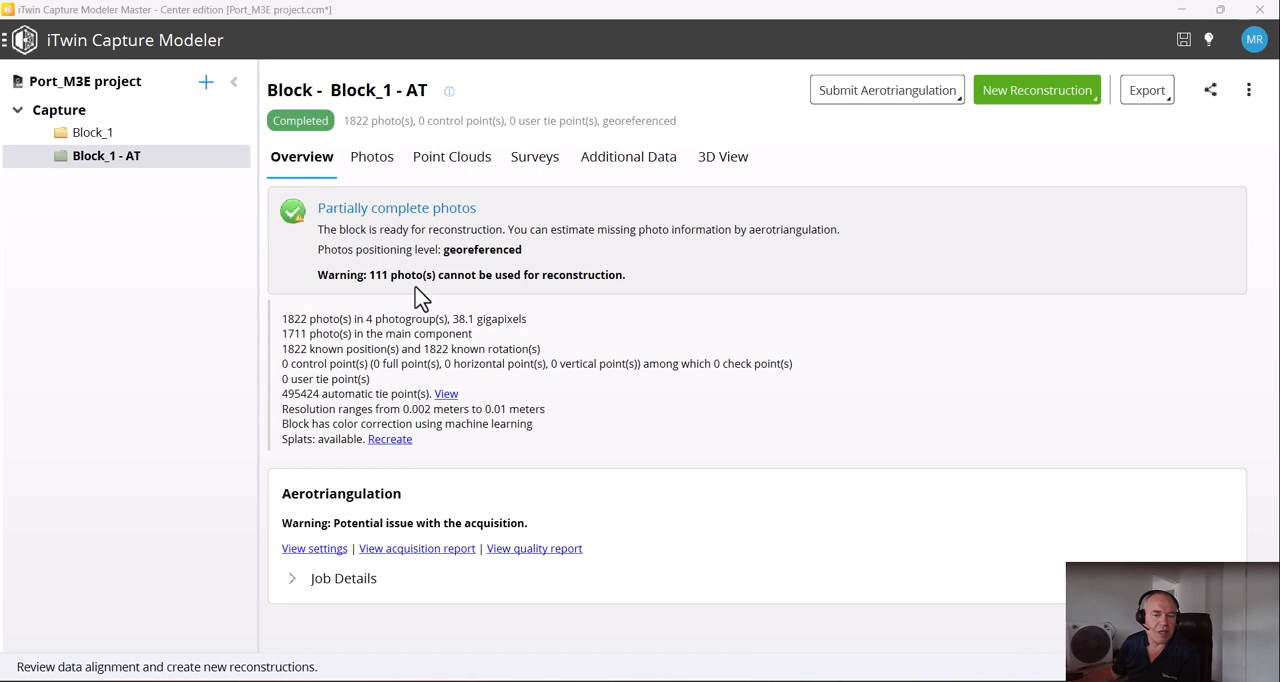 iTwin Capture Modeler Master - Center edition [Port_M3E project.ccm*]
iTwin Capture Modeler
MR
Port_M3E project
Capture
Block_1
Block_1 - AT
Block - Block_1 - AT
Submit Aerotriangulation
New Reconstruction
Export
Completed
1822 photo(s), 0 control point(s), 0 user tie point(s), georeferenced
Overview Photos Point Clouds Surveys Additional Data 3D View
Partially complete photos
The block is ready for reconstruction. You can estimate missing photo information by aerotriangulation.
Photos positioning level: georeferenced
Warning: 111 photo(s) cannot be used for reconstruction.
1822 photo(s) in 4 photogroup(s), 38.1 gigapixels
1711 photo(s) in the main component
1822 known position(s) and 1822 known rotation(s)
0 control point(s) (0 full point(s), 0 horizontal point(s), 0 vertical point(s)) among which 0 check point(s)
0 user tie point(s)
495424 automatic tie point(s). View
Resolution ranges from 0.002 meters to 0.01 meters
Block has color correction using machine learning
Splats: available. Recreate
Aerotriangulation
Warning: Potential issue with the acquisition.
View settings | View acquisition report | View quality report
Job Details
Review data alignment and create new reconstructions.